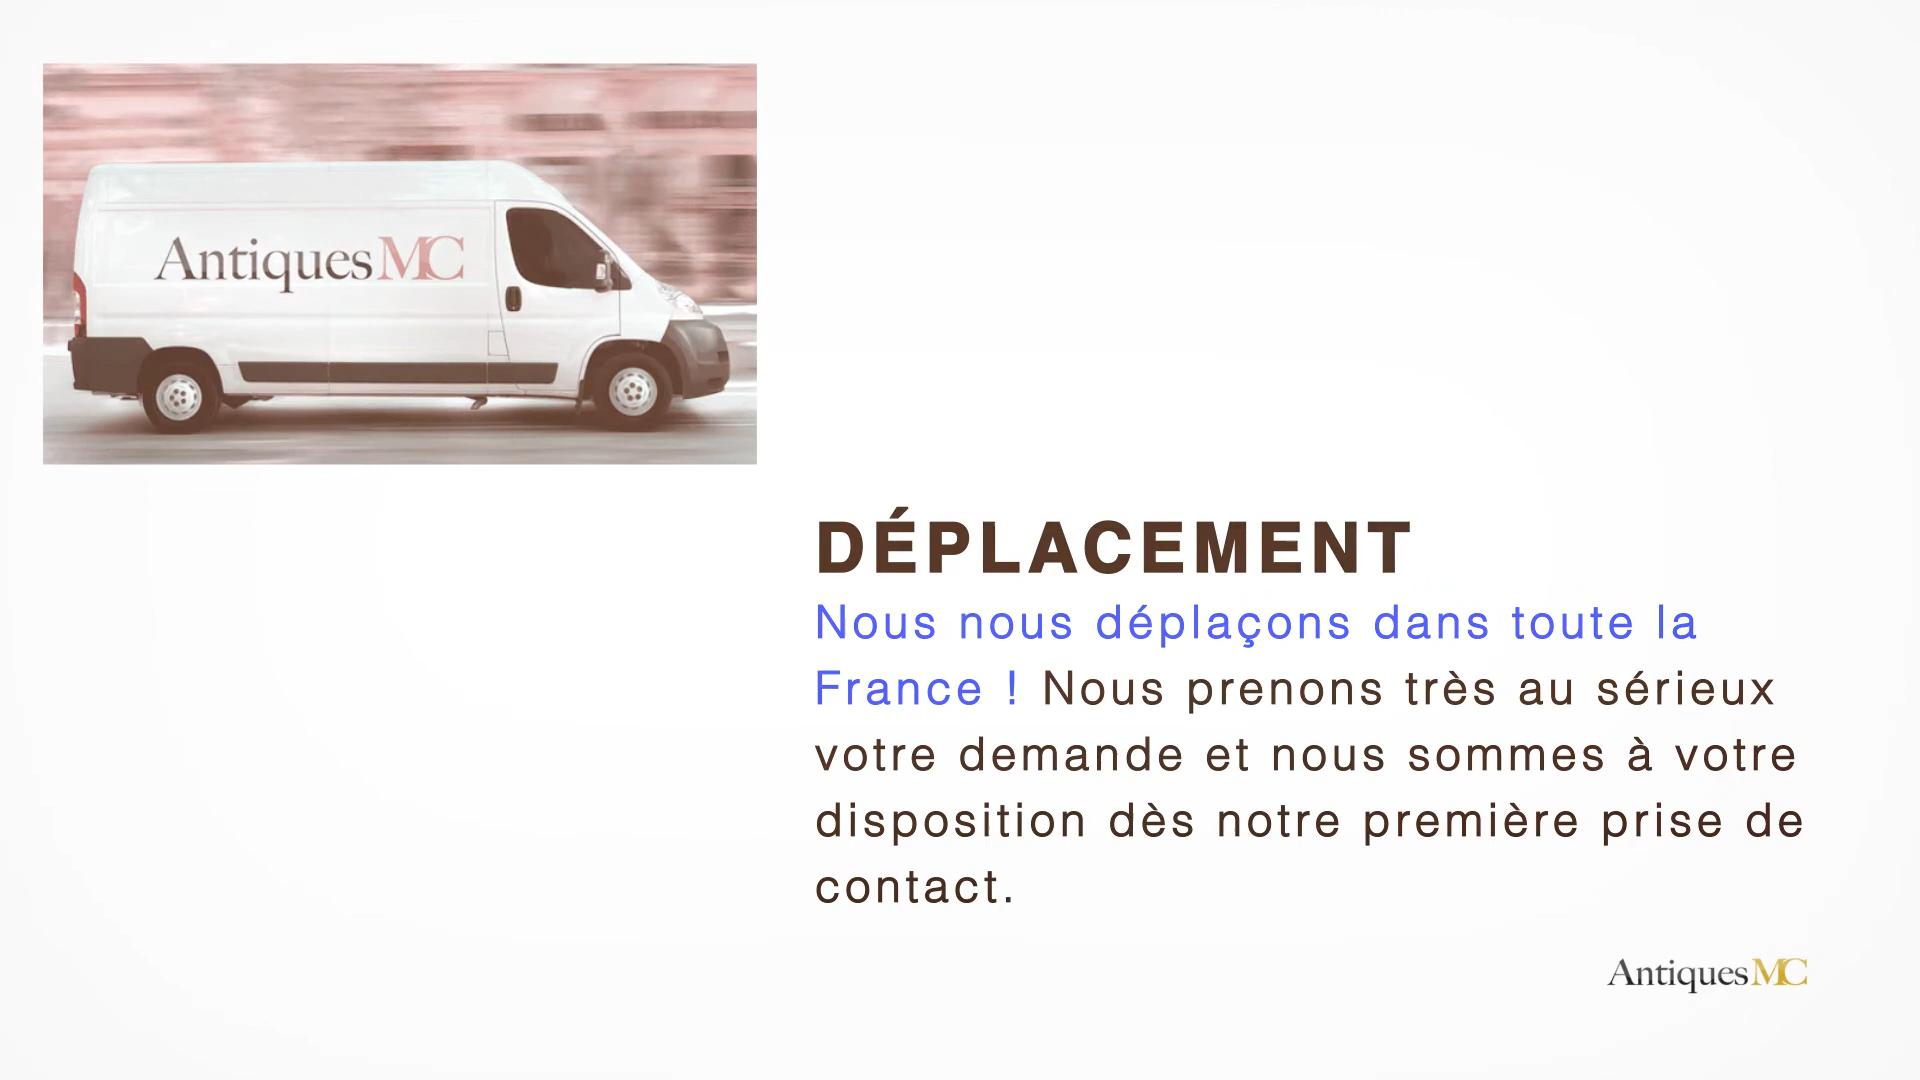 AntiquesMC
DÉPLACEMENT
Nous nous déplaçons dans toute la
France ! Nous prenons très au sérieux
votre demande et nous sommes à votre
disposition dès notre première prise de
contact.
AntiquesMC